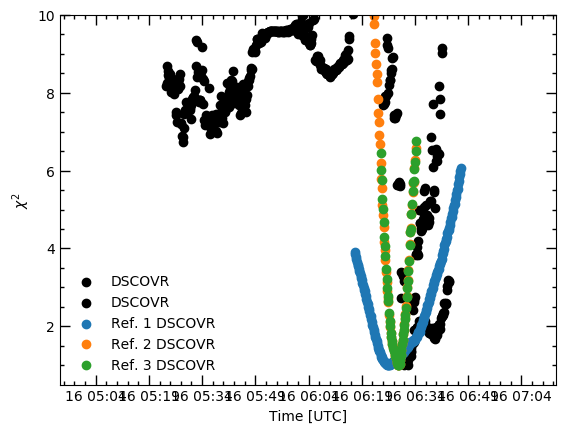 10
8
6
4
2
χ²
DSCOVR
DSCOVR
Ref. 1 DSCOVR
Ref. 2 DSCOVR
Ref. 3 DSCOVR
16 05:04 16 05:19 16 05:34 16 05:49 16 06:04 16 06:19 16 06:34 16 06:49 16 07:04
Time [UTC]